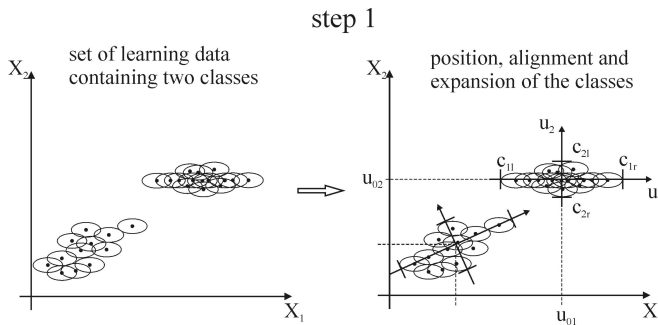 step 1
set of learning data
containing two classes
position, alignment and
expansion of the classes
X2
X1
X2
u2
c2l
c1l
c1r
u02
u
c2r
u01
X